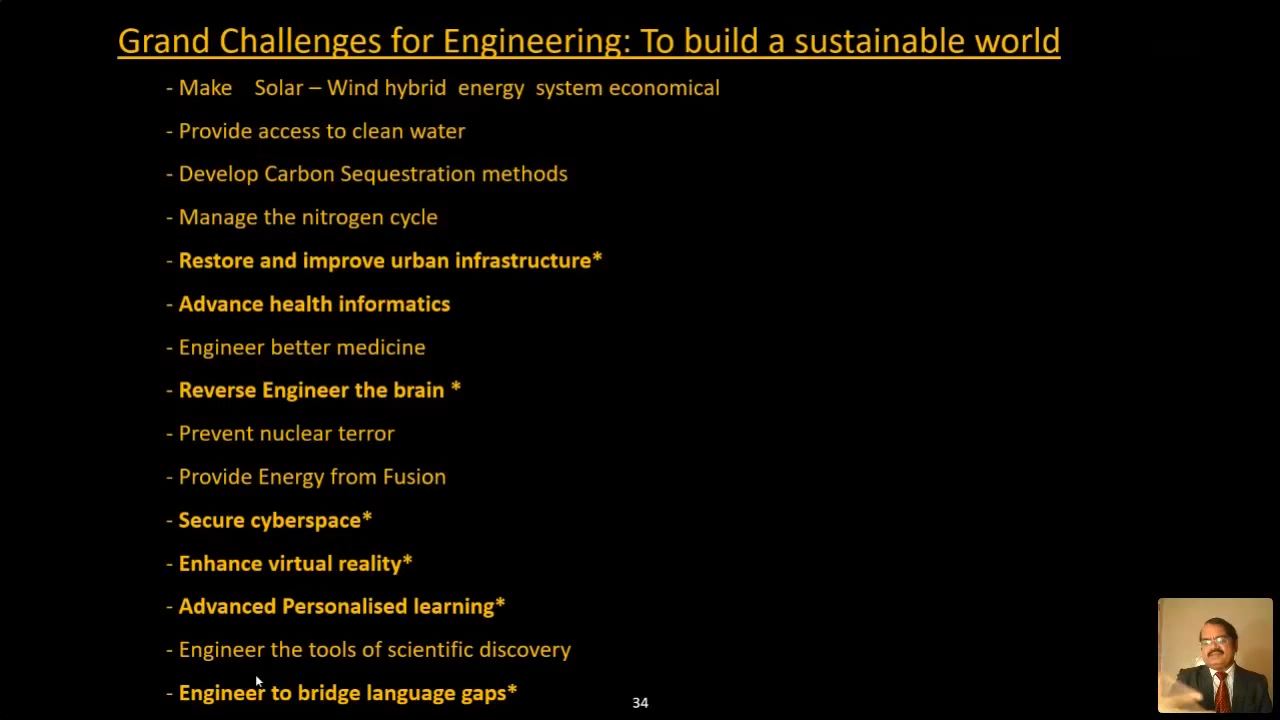 Grand Challenges for Engineering: To build a sustainable world
- Make Solar – Wind hybrid energy system economical
- Provide access to clean water
- Develop Carbon Sequestration methods
- Manage the nitrogen cycle
- Restore and improve urban infrastructure*
- Advance health informatics
- Engineer better medicine
- Reverse Engineer the brain *
- Prevent nuclear terror
- Provide Energy from Fusion
- Secure cyberspace*
- Enhance virtual reality*
- Advanced Personalised learning*
- Engineer the tools of scientific discovery
- Engineer to bridge language gaps*
34